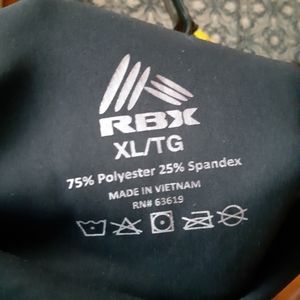 RBX
XL/TG
75% Polyester 25% Spandex
MADE IN VIETNAM
RN# 63619